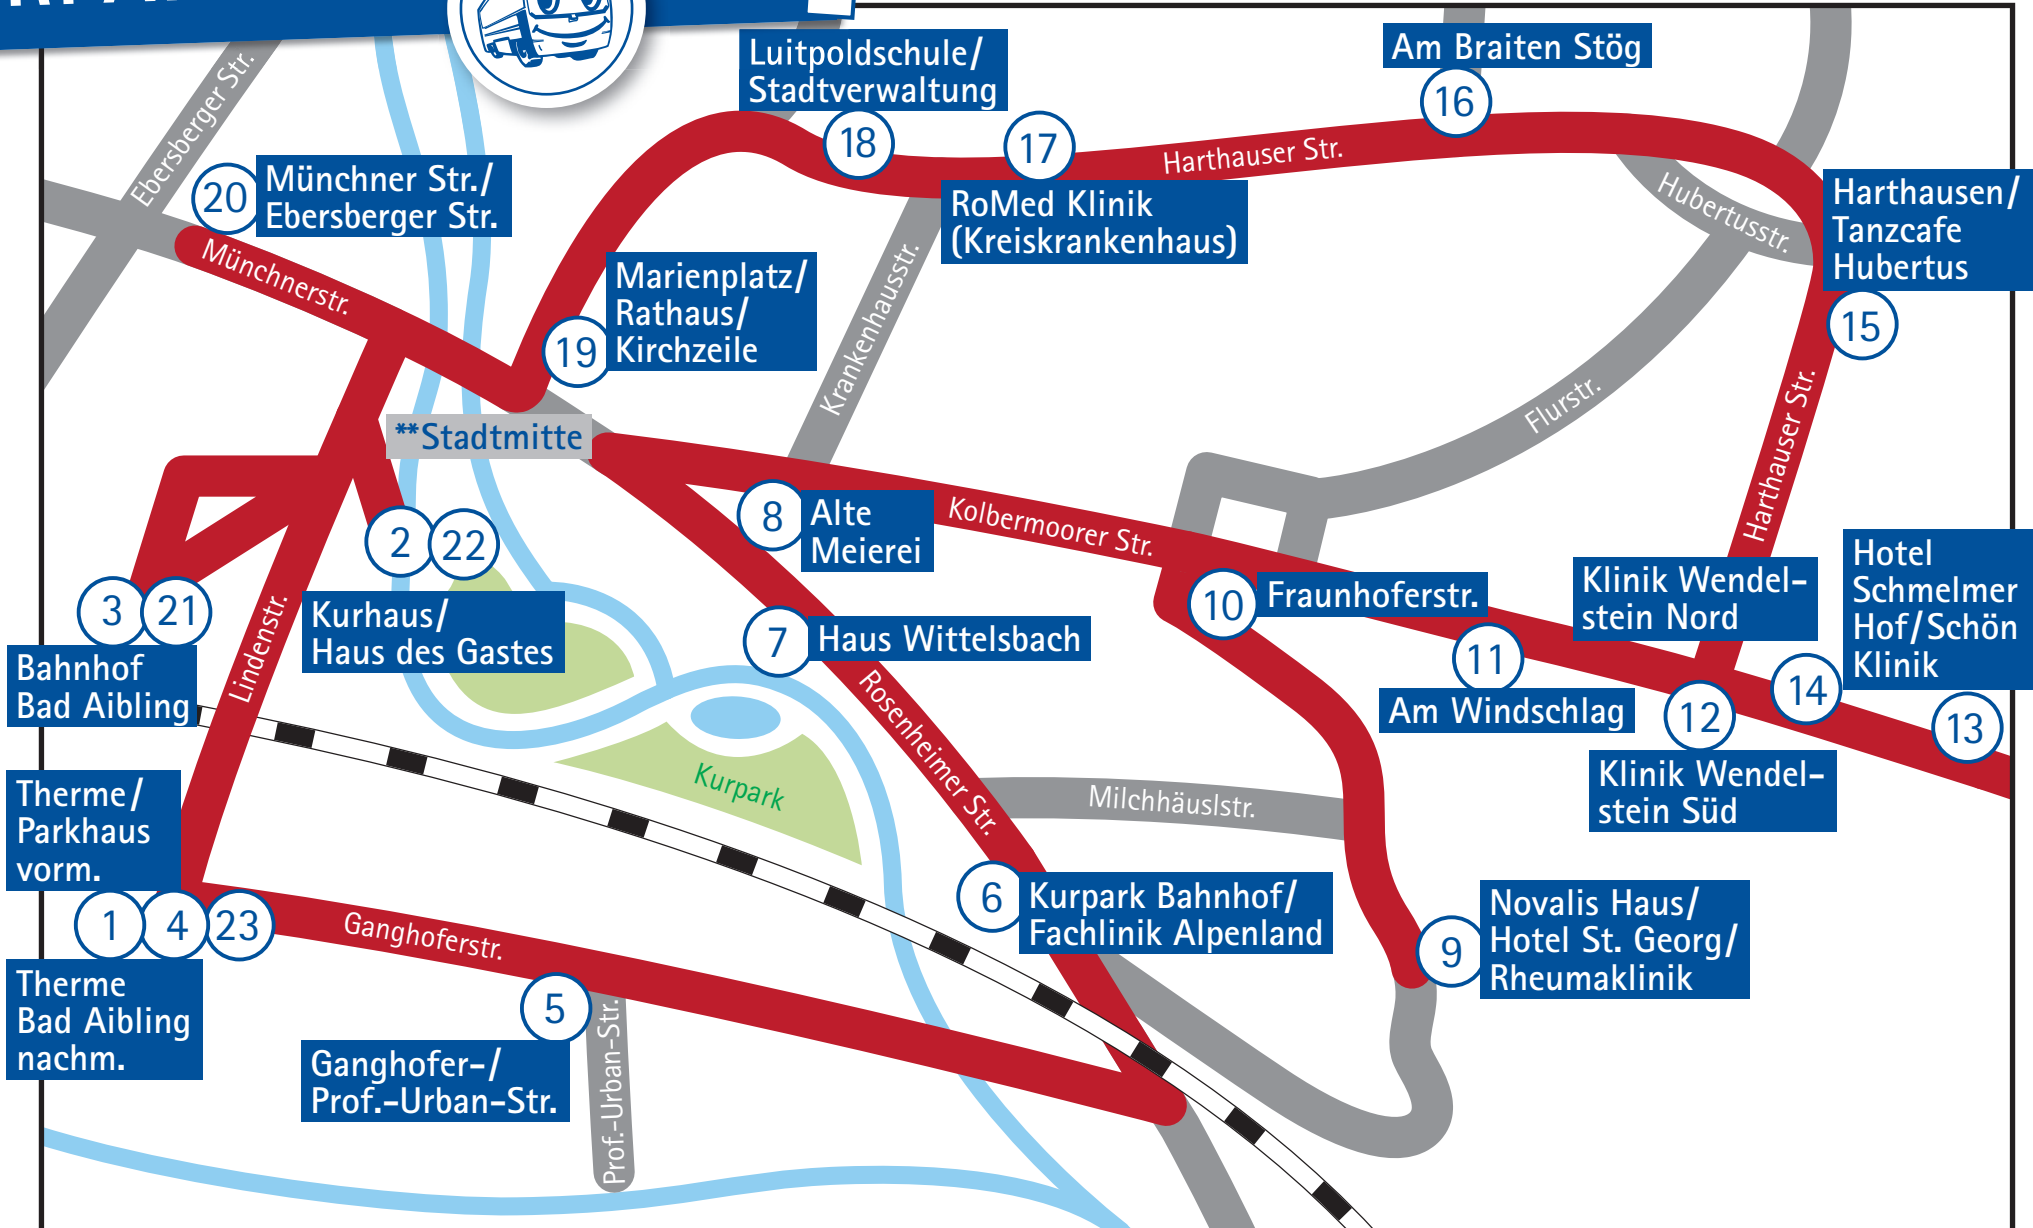 Luitpoldschule/
Stadtverwaltung
18
17
RoMed Klinik
(Kreiskrankenhaus)
Harthauser Str.
Am Braiten Stög
16
Ebersberger Str.
20
Münchner Str./
Ebersberger Str.
Münchnerstr.
Marienplatz/
Rathaus/
Kirchzeile
19
Krankenhausstr.
Hubertusstr.
Harthausen/
Tanzcafe
Hubertus
15
Flurstr.
Harthauser Str.
**Stadtmitte
8
Alte
Meierei
Kolbermoorer Str.
2
22
Kurhaus/
Haus des Gastes
3
21
Bahnhof
Bad Aibling
Lindenstr.
7
Haus Wittelsbach
10
Fraunhoferstr.
11
Am Windschlag
Klinik Wendel-
stein Nord
12
Klinik Wendel-
stein Süd
Hotel
Schmelmer
Hof/Schön
Klinik
14
13
Rosenheimer Str.
Kurpark
Milchhäuslstr.
Therme/
Parkhaus
vorm.
1
4
23
Therme
Bad Aibling
nachm.
Ganghoferstr.
5
Ganghofer-/
Prof.-Urban-Str.
Prof.-Urban-Str.
6
Kurpark Bahnhof/
Fachlinik Alpenland
9
Novalis Haus/
Hotel St. Georg/
Rheumaklinik